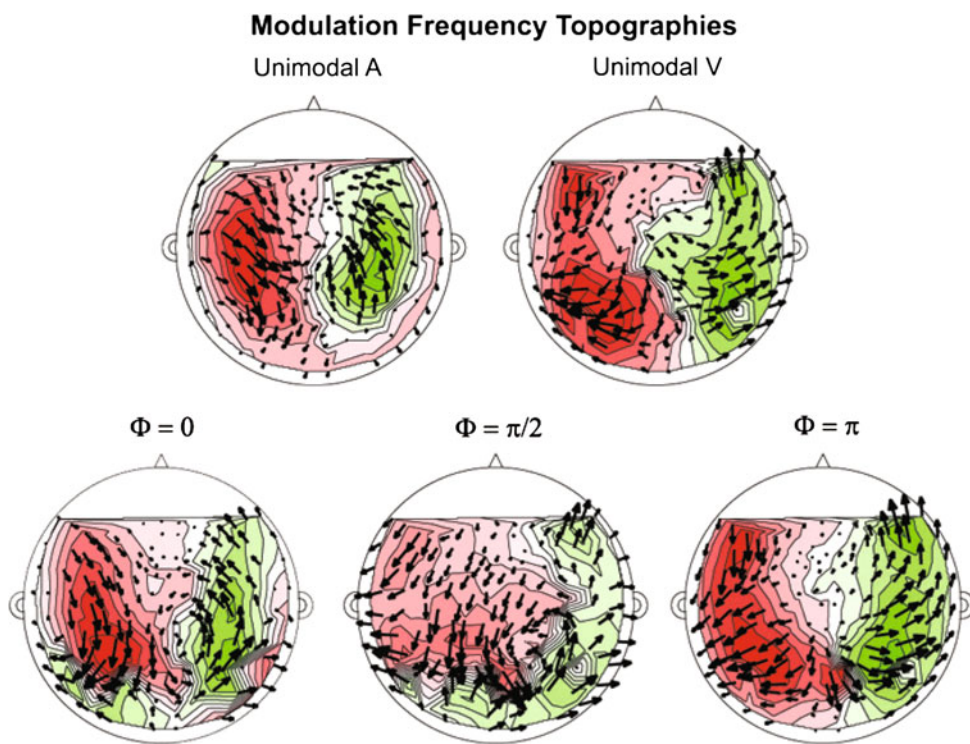 Modulation Frequency Topographies
Unimodal A
Unimodal V
Φ = 0
Φ = π/2
Φ = π